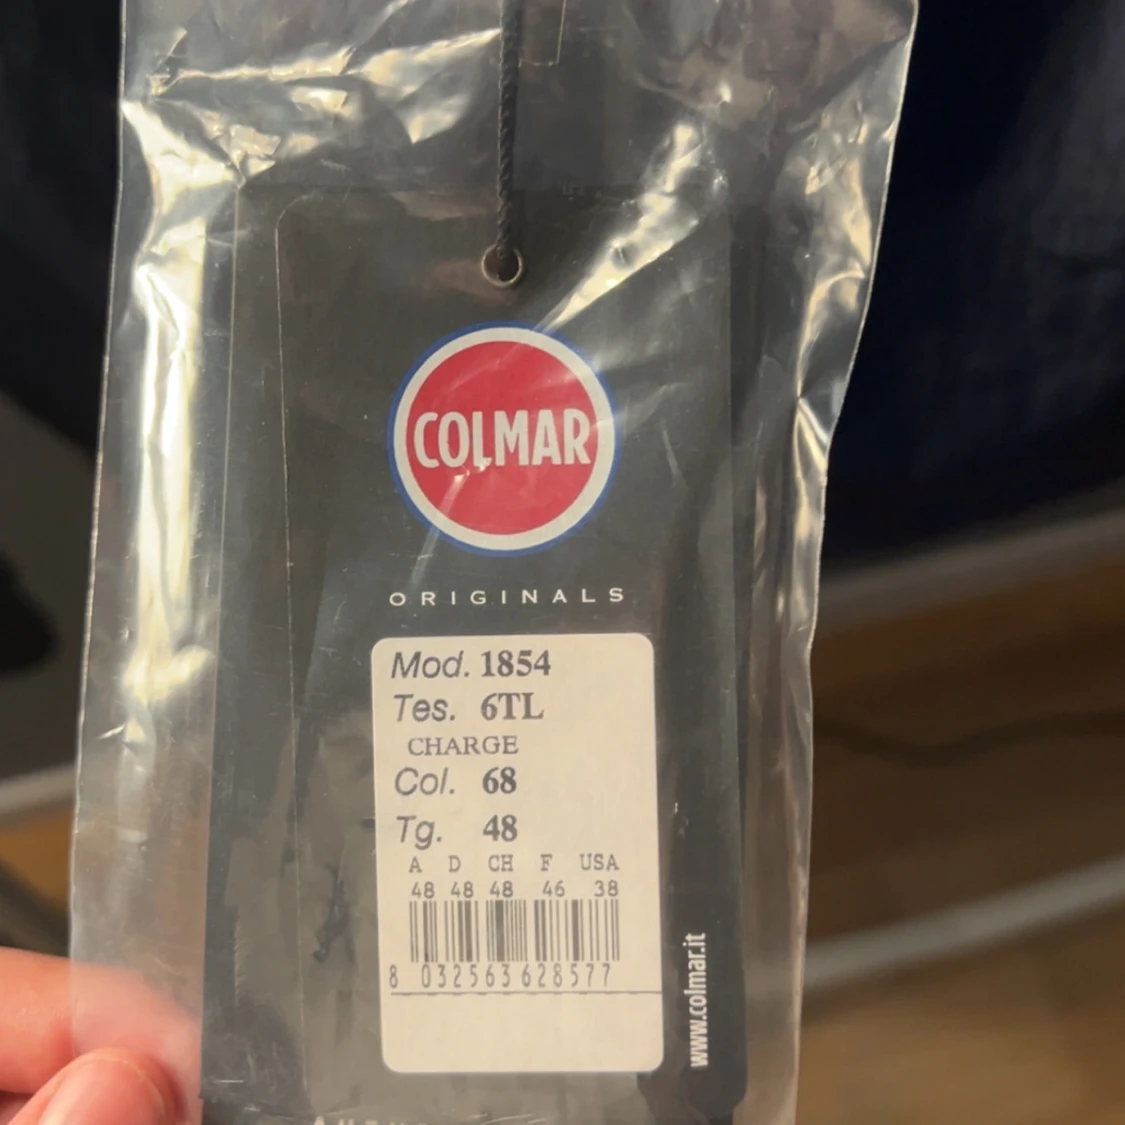 COLMAR
ORIGINALS
Mod. 1854
Tes. 6TL
CHARGE
Col. 68
Tg. 48
A D CH F USA
48 48 48 46 38
8 032563 628577
www.colmar.it